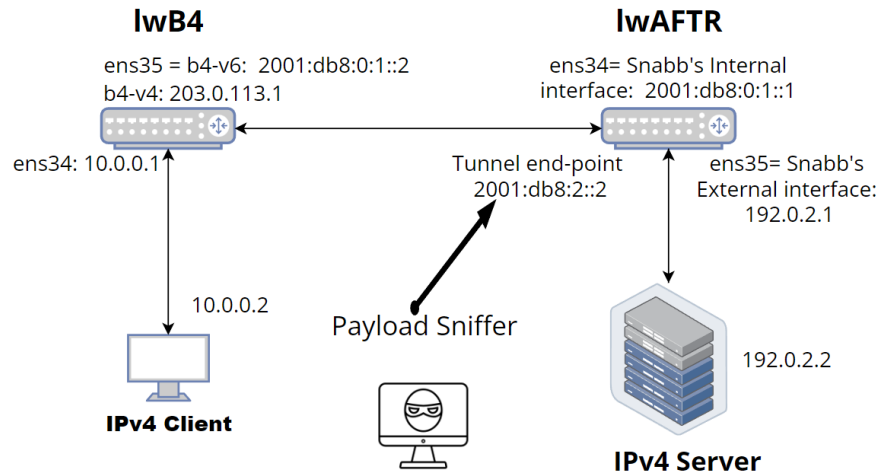 lwB4
lwAFTR
ens35 = b4-v6:  2001:db8:0:1::2
b4-v4: 203.0.113.1
ens34= Snabb's Internal
interface:  2001:db8:0:1::1
ens34: 10.0.0.1
Tunnel end-point
2001:db8:2::2
ens35= Snabb's
External interface:
192.0.2.1
10.0.0.2
Payload Sniffer
192.0.2.2
IPv4 Client
IPv4 Server